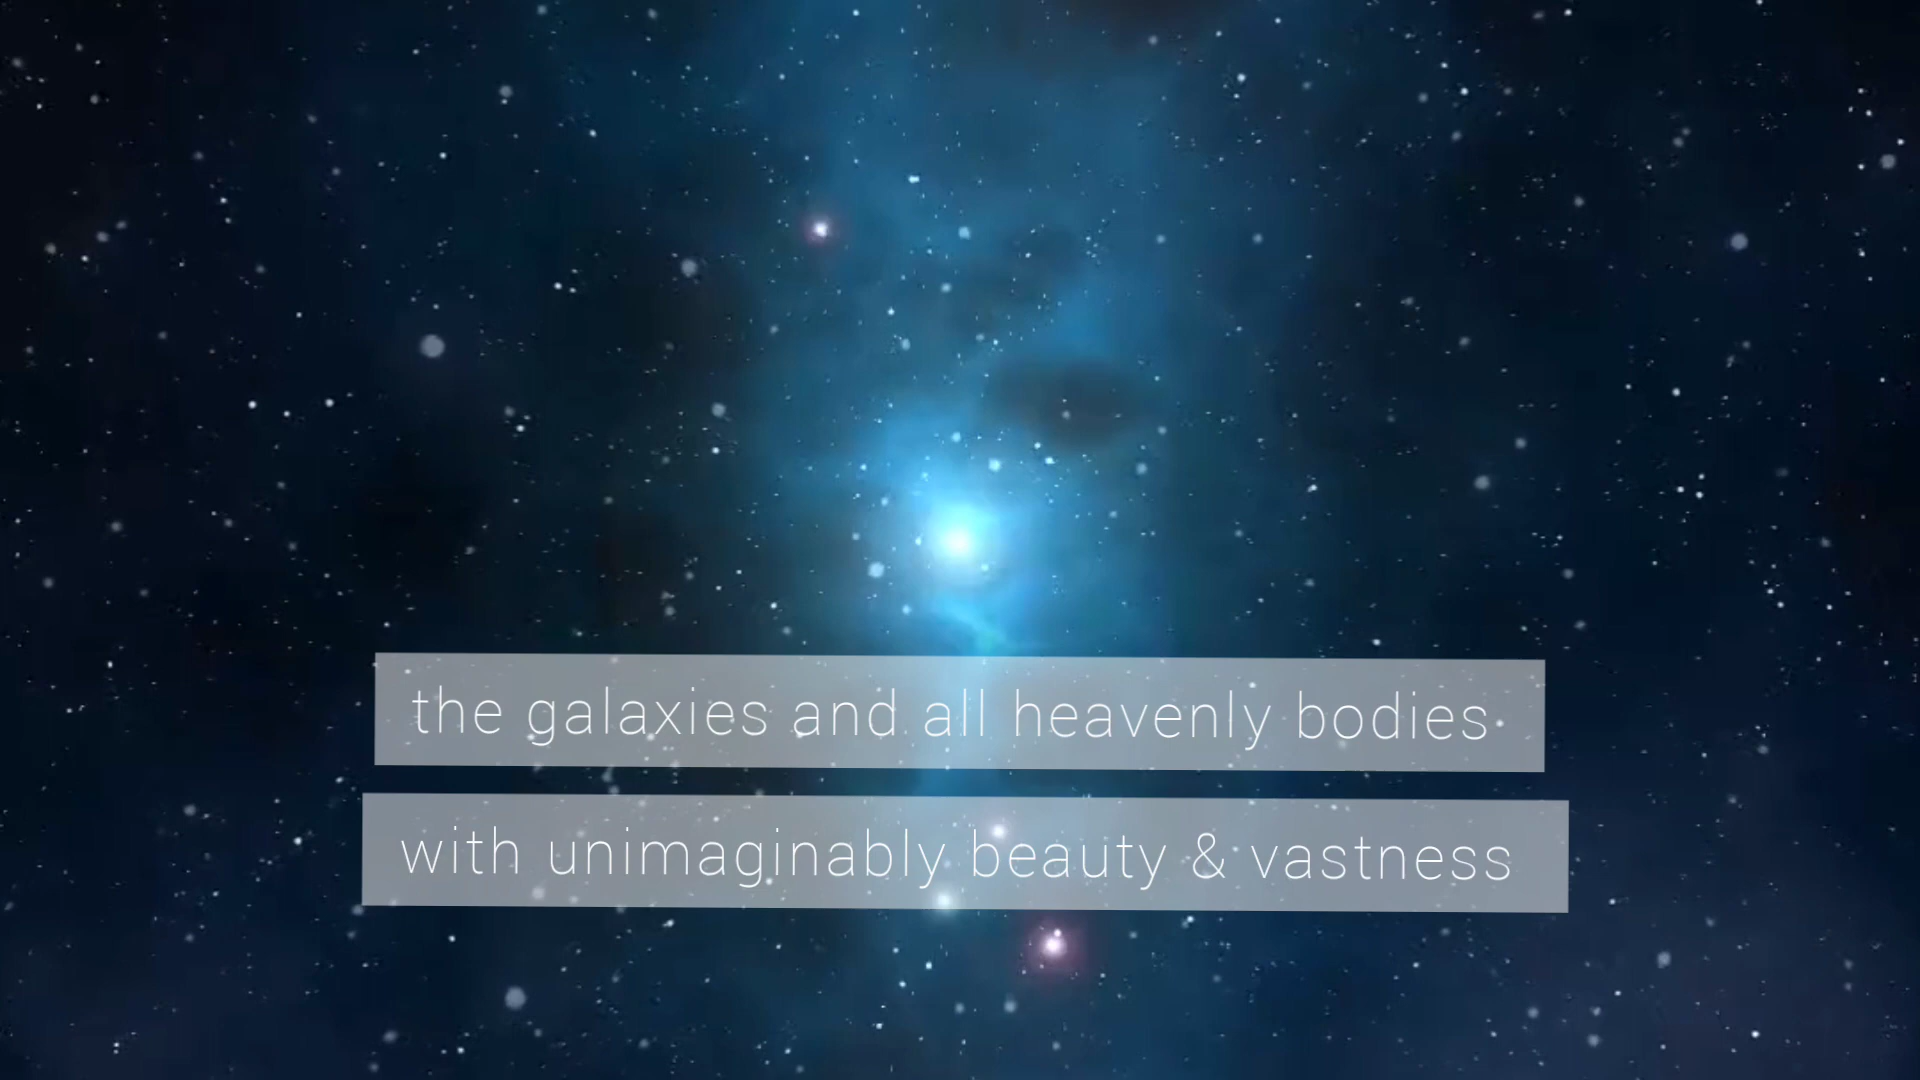 the galaxies and all heavenly bodies
with unimaginably beauty & vastness